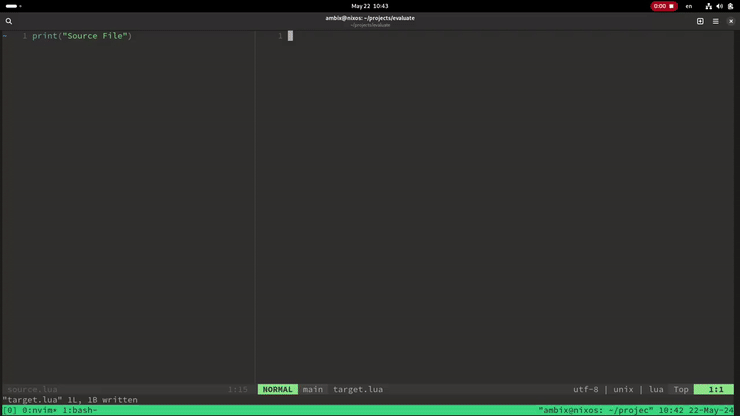 May 22 10:43
0:00
en
ambix@nixos: ~/projects/evaluate
~/projects/evaluate
- 1 print("Source File")
1
source.lua 1:15
NORMAL main target.lua utf-8 | unix | lua Top 1:1
"target.lua" 1L, 1B written
[0] 0:nvim* 1:bash- "ambix@nixos: ~/projec" 10:42 22-May-24